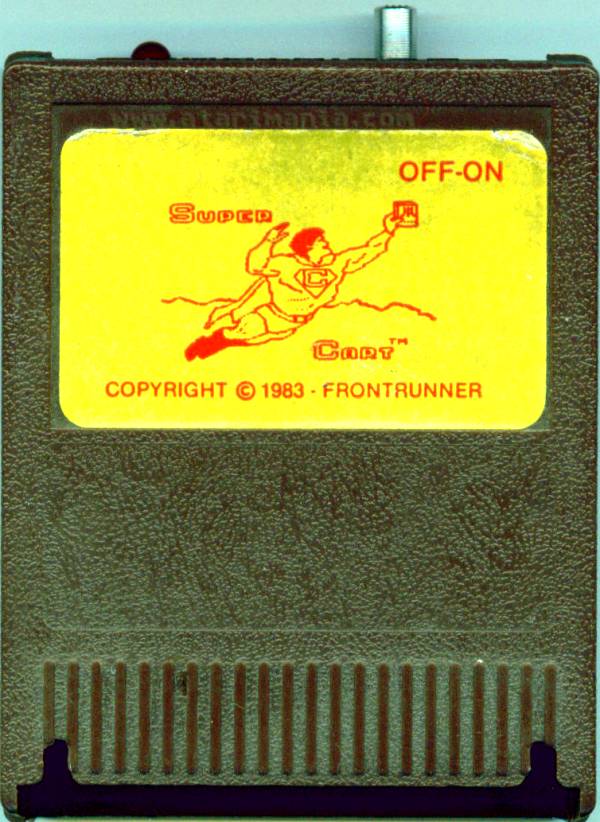 www.atarimania.com
OFF-ON
SUPER
C
CART™
COPYRIGHT © 1983 - FRONTRUNNER